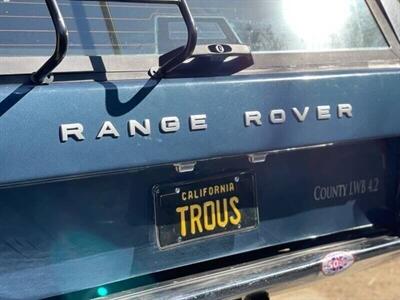 RANGE ROVER
CALIFORNIA
TROUS
COUNTY LWB 4.2